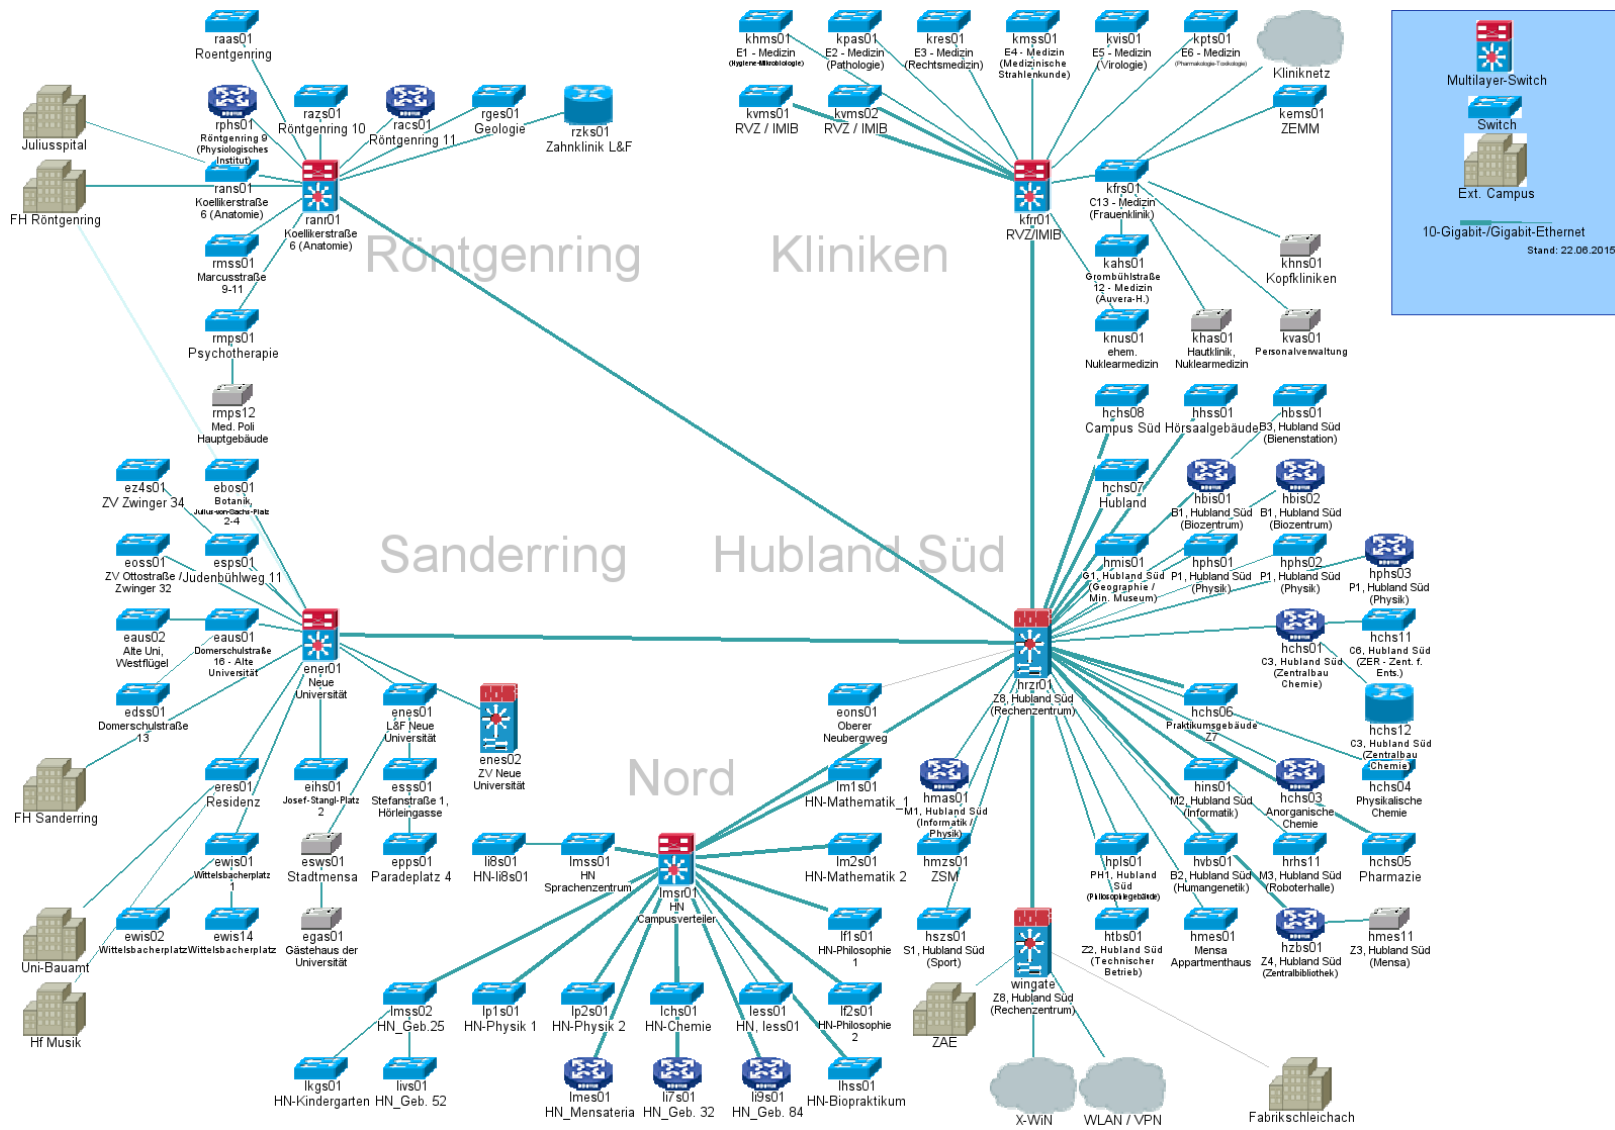 raas01
Roentgenring
rphs01
Röntgenring 9
(Physiologisches
Institut)
razs01
Röntgenring 10
racs01
Röntgenring 11
rges01
Geologie
rzks01
Zahnklinik L&F
Juliusspital
FH Röntgenring
rans01
Koellikerstraße
6 (Anatomie)
ranr01
Koellikerstraße
6 (Anatomie)
rmss01
Marcusstraße
9-11
rmps01
Psychotherapie
rmps12
Med. Poli
Hauptgebäude
Röntgenring
Kliniken
khms01
E1 - Medizin
(Hygiene-Mikrobiologie)
kpas01
E2 - Medizin
(Pathologie)
kres01
E3 - Medizin
(Rechtsmedizin)
kmss01
E4 - Medizin
(Medizinische
Strahlenkunde)
kvis01
E5 - Medizin
(Virologie)
kpts01
E6 - Medizin
(Pharmakologie-Toxikologie)
Kliniknetz
kvms01
RVZ / IMIB
kvms02
RVZ / IMIB
kems01
ZEMM
kfrr01
RVZ/IMIB
kfrs01
C13 - Medizin
(Frauenklinik)
kahs01
Grombühlstraße
12 - Medizin
(Auvera-H.)
khns01
Kopfkliniken
knus01
ehem.
Nuklearmedizin
khas01
Hautklinik,
Nuklearmedizin
kvas01
Personalverwaltung
Multilayer-Switch
Switch
Ext. Campus
10-Gigabit-/Gigabit-Ethernet
Stand: 22.06.2015
ez4s01
ZV Zwinger 34
ebos01
Botanik,
Julius-von-Sachs-Platz
2-4
eoss01
ZV Ottostraße /
Zwinger 32
esps01
Judenbühlweg 11
eaus02
Alte Uni,
Westflügel
eaus01
Domerschulstraße
16 - Alte
Universität
ener01
Neue
Universität
edss01
Domerschulstraße
13
enes01
L&F Neue
Universität
enes02
ZV Neue
Universität
FH Sanderring
eres01
Residenz
eihs01
Josef-Stangl-Platz
2
esss01
Stefanstraße 1,
Hörleingasse
ewis01
Wittelsbacherplatz
1
esws01
Stadtmensa
epps01
Paradeplatz 4
Uni-Bauamt
ewis02
Wittelsbacherplatz
ewis14
Wittelsbacherplatz
egas01
Gästehaus der
Universität
Hf Musik
Sanderring
Hubland Süd
hchs08
Campus Süd
hhss01
Hörsaalgebäude
hbss01
B3, Hubland Süd
(Bienenstation)
hchs07
Hubland
hbis01
B1, Hubland Süd
(Biozentrum)
hbis02
B1, Hubland Süd
(Biozentrum)
hmis01
G1, Hubland Süd
(Geographie /
Min. Museum)
hphs01
P1, Hubland Süd
(Physik)
hphs02
P1, Hubland Süd
(Physik)
hphs03
P1, Hubland Süd
(Physik)
hrzr01
Z8, Hubland Süd
(Rechenzentrum)
hchs01
C3, Hubland Süd
(Zentralbau
Chemie)
hchs11
C6, Hubland Süd
(ZER - Zent. f.
Ents.)
hchs06
Praktikumsgebäude
Z7
hchs12
C3, Hubland Süd
(Zentralbau
Chemie)
eons01
Oberer
Neubergweg
hmas01
M1, Hubland Süd
(Informatik /
Physik)
hins01
M2, Hubland Süd
(Informatik)
hchs03
Anorganische
Chemie
hchs04
Physikalische
Chemie
hmzs01
ZSM
hpls01
PH1, Hubland
Süd
(Philosophiegebäude)
hvbs01
B2, Hubland Süd
(Humangenetik)
hrhs11
M3, Hubland Süd
(Roboterhalle)
hchs05
Pharmazie
hszs01
S1, Hubland Süd
(Sport)
wingate
Z8, Hubland Süd
(Rechenzentrum)
htbs01
Z2, Hubland Süd
(Technischer
Betrieb)
hmes01
Mensa
Appartmenthaus
hzbs01
Z4, Hubland Süd
(Zentralbibliothek)
hmes11
Z3, Hubland Süd
(Mensa)
ZAE
X-WiN
WLAN / VPN
Fabrikschleichach
Nord
lm1s01
HN-Mathematik 1
li8s01
HN-li8s01
lmss01
HN
Sprachenzentrum
lmsr01
HN
Campusverteiler
lm2s01
HN-Mathematik 2
lf1s01
HN-Philosophie
1
lmss02
HN_Geb.25
lp1s01
HN-Physik 1
lp2s01
HN-Physik 2
lchs01
HN-Chemie
less01
HN, less01
lf2s01
HN-Philosophie
2
lkgs01
HN-Kindergarten
livs01
HN_Geb. 52
lmes01
HN_Mensateria
li7s01
HN_Geb. 32
li9s01
HN_Geb. 84
lhss01
HN-Biopraktikum